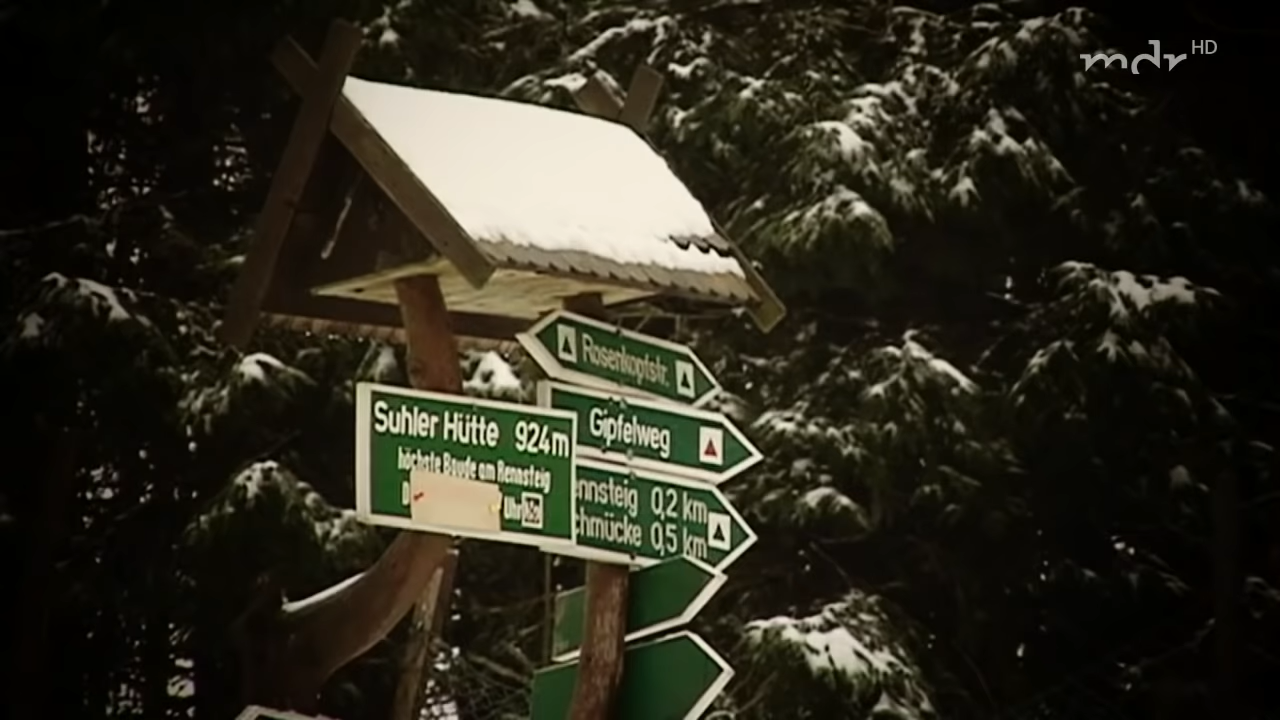 mdr HD
Rosenkopfstr.
Gipfelweg
Suhler Hütte 924m
höchste Baude am Rennsteig
Uhr
ennsteig 0,2 km
chmücke 0,5 km